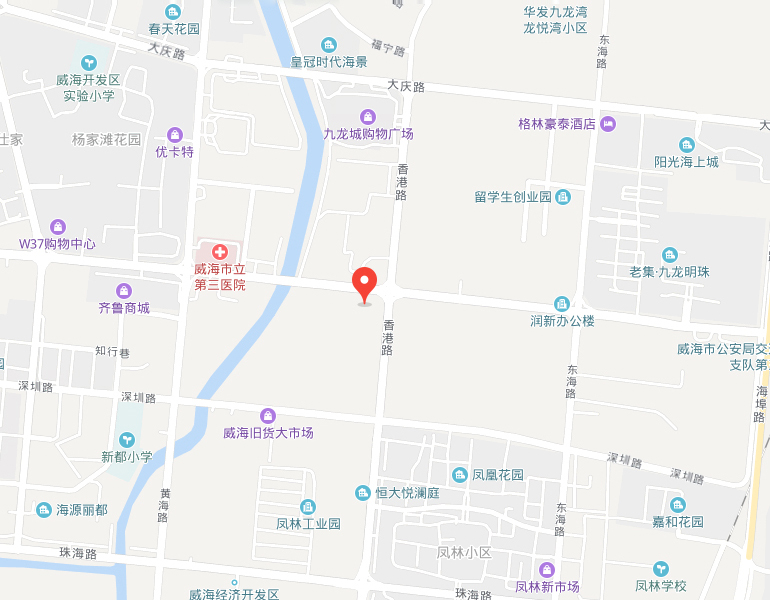 春天花园
大庆路
威海开发区
实验小学
杨家滩花园
仕家
优卡特
皇冠时代海景
福宁路
华发九龙湾
龙悦湾小区
东海路
大庆路
九龙城购物广场
格林豪泰酒店
阳光海上城
香港路
留学生创业园
W37购物中心
威海市立
第三医院
老集·九龙明珠
齐鲁商城
润新办公楼
香港路
知行巷
威海市公安局交
支队第
深圳路
深圳路
东海路
海埠路
威海旧货大市场
新都小学
深圳路
深圳路
凤凰花园
恒大悦澜庭
海源丽都
黄海路
凤林工业园
东海路
嘉和花园
凤林小区
珠海路
凤林新市场
凤林学校
威海经济开发区
珠海路